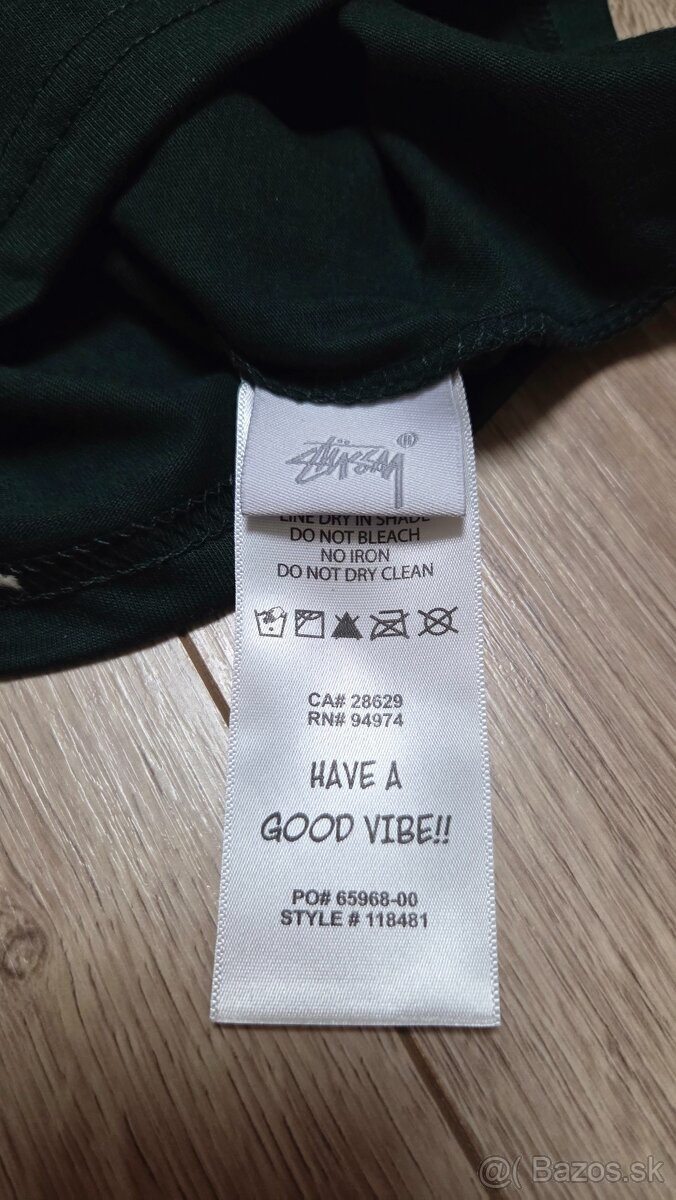 STÜSSY ®
LINE DRY IN SHADE
DO NOT BLEACH
NO IRON
DO NOT DRY CLEAN
CA# 28629
RN# 94974
HAVE A
GOOD VIBE!!
PO# 65968-00
STYLE # 118481
@( Bazos.sk